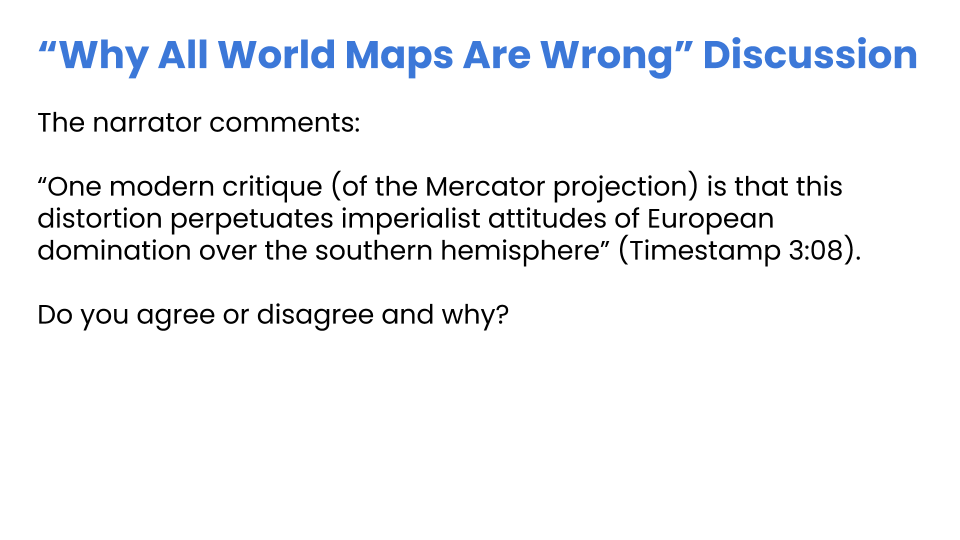 “Why All World Maps Are Wrong” Discussion
The narrator comments:
“One modern critique (of the Mercator projection) is that this
distortion perpetuates imperialist attitudes of European
domination over the southern hemisphere” (Timestamp 3:08).
Do you agree or disagree and why?